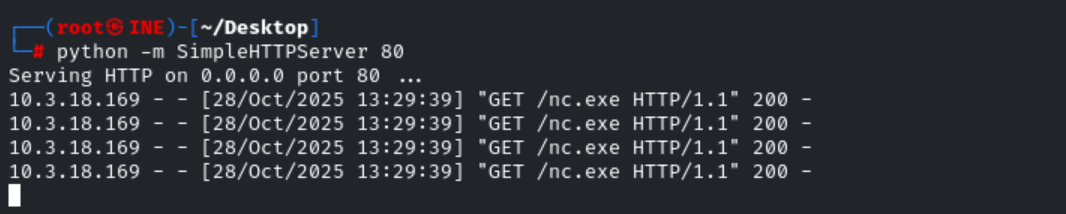 ┌──(root㉿INE)-[~/Desktop]
└─# python -m SimpleHTTPServer 80
Serving HTTP on 0.0.0.0 port 80 ...
10.3.18.169 - - [28/Oct/2025 13:29:39] "GET /nc.exe HTTP/1.1" 200 -
10.3.18.169 - - [28/Oct/2025 13:29:39] "GET /nc.exe HTTP/1.1" 200 -
10.3.18.169 - - [28/Oct/2025 13:29:39] "GET /nc.exe HTTP/1.1" 200 -
10.3.18.169 - - [28/Oct/2025 13:29:39] "GET /nc.exe HTTP/1.1" 200 -